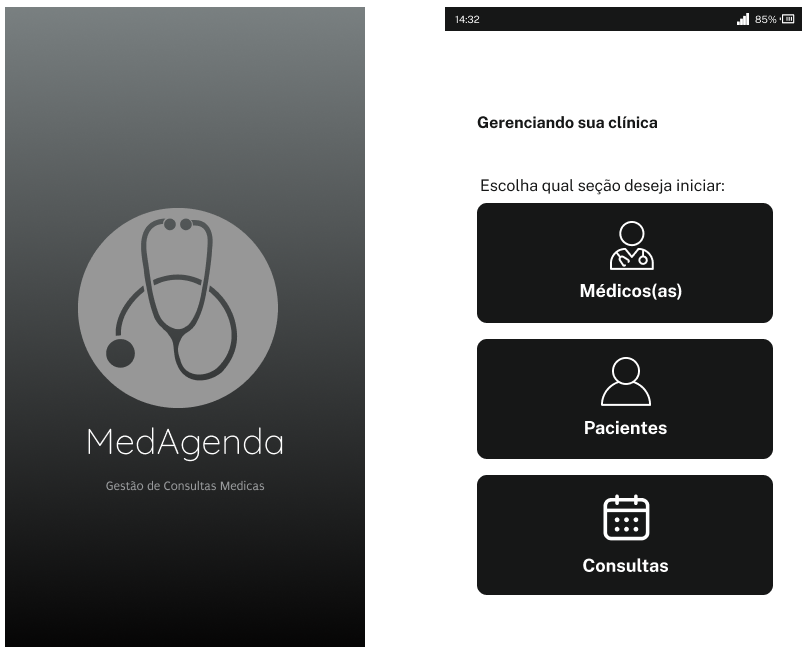 MedAgenda
Gestão de Consultas Medicas
14:32
85%
Gerenciando sua clínica
Escolha qual seção deseja iniciar:
Médicos(as)
Pacientes
Consultas